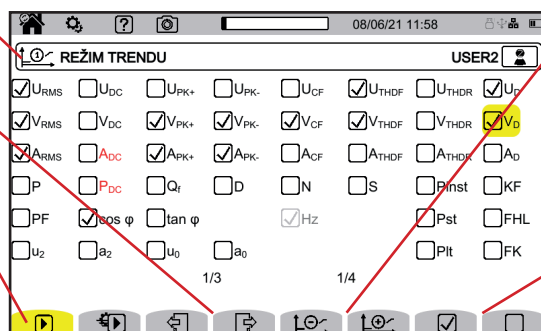 08/06/21 11:58
1 REŽIM TRENDU USER2
URMS UDC UPK+ UPK- UCF UTHDF UTHDR UD
VRMS VDC VPK+ VPK- VCF VTHDF VTHDR VD
ARMS ADC APK+ APK- ACF ATHDF ATHDR AD
P PDC Qf D N S PInst KF
PF cos φ tan φ Hz Pst FHL
u2 a2 u0 a0 Plt FK
1/3 1/4